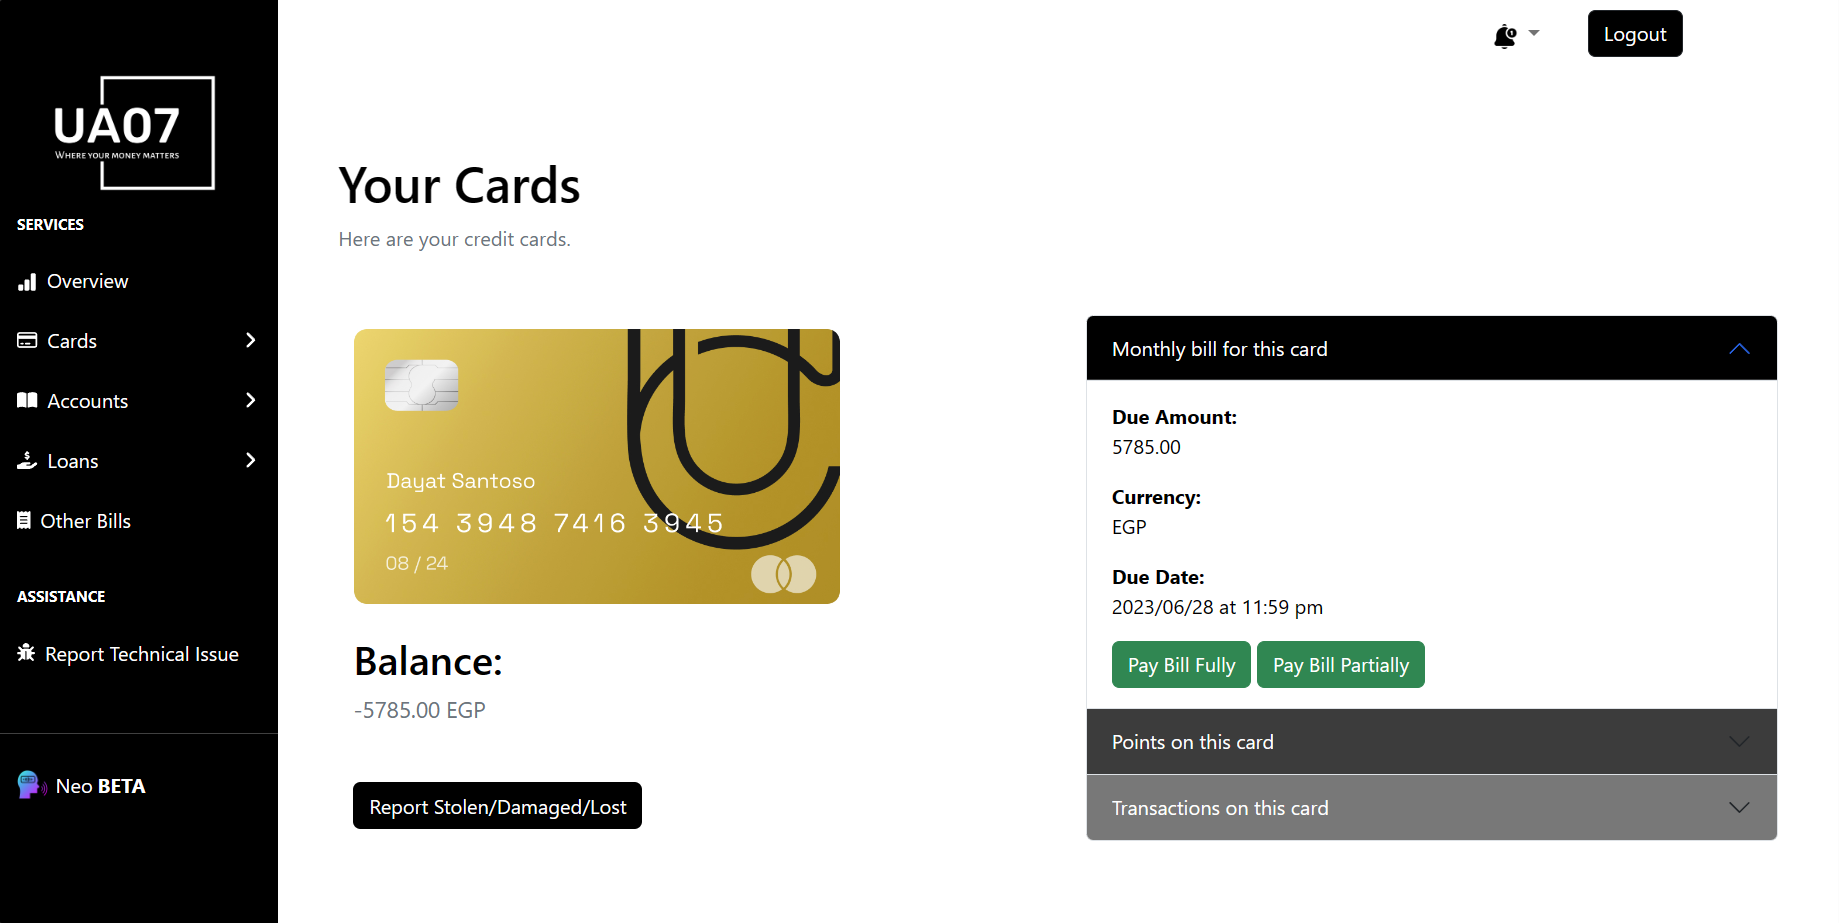 UA07
WHERE YOUR MONEY MATTERS
SERVICES
Overview
Cards
Accounts
Loans
Other Bills
ASSISTANCE
Report Technical Issue
Neo BETA
1
Logout
Your Cards
Here are your credit cards.
Dayat Santoso
154 3948 7416 3945
08 / 24
Balance:
-5785.00 EGP
Report Stolen/Damaged/Lost
Monthly bill for this card
Due Amount:
5785.00
Currency:
EGP
Due Date:
2023/06/28 at 11:59 pm
Pay Bill Fully
Pay Bill Partially
Points on this card
Transactions on this card